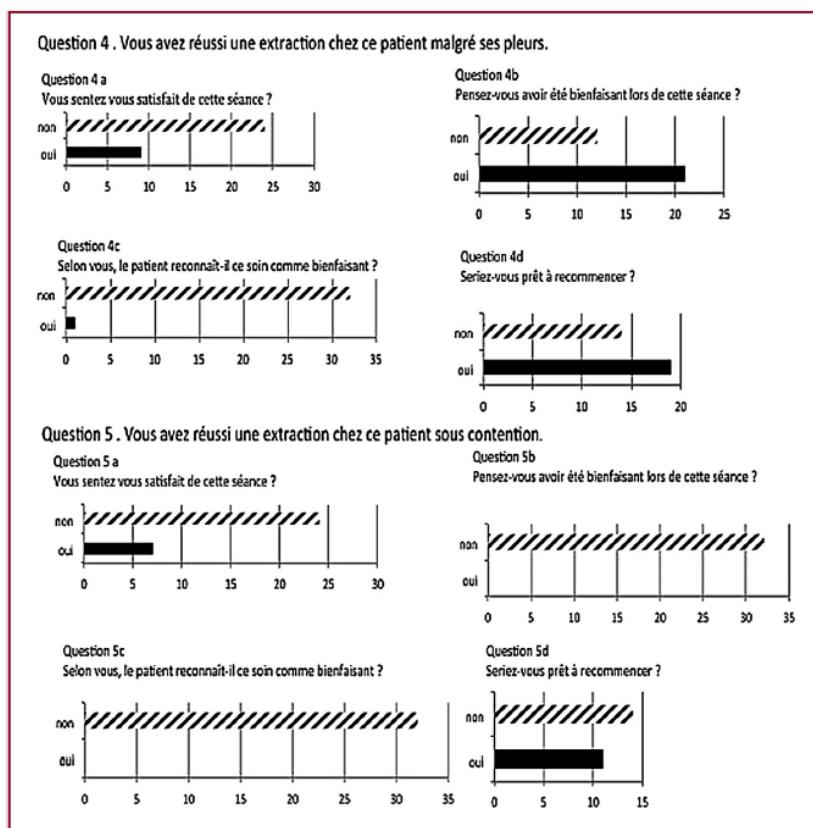 Question 4 . Vous avez réussi une extraction chez ce patient malgré ses pleurs.
Question 4 a
Vous sentez vous satisfait de cette séance ?
non
oui
0 5 10 15 20 25 30
Question 4b
Pensez-vous avoir été bienfaisant lors de cette séance ?
non
oui
0 5 10 15 20 25
Question 4c
Selon vous, le patient reconnaît-il ce soin comme bienfaisant ?
non
oui
0 5 10 15 20 25 30 35
Question 4d
Seriez-vous prêt à recommencer ?
non
oui
0 5 10 15 20
Question 5 . Vous avez réussi une extraction chez ce patient sous contention.
Question 5 a
Vous sentez vous satisfait de cette séance ?
non
oui
0 5 10 15 20 25 30
Question 5b
Pensez-vous avoir été bienfaisant lors de cette séance ?
non
oui
0 5 10 15 20 25 30 35
Question 5c
Selon vous, le patient reconnaît-il ce soin comme bienfaisant ?
non
oui
0 5 10 15 20 25 30 35
Question 5d
Seriez-vous prêt à recommencer ?
non
oui
0 5 10 15